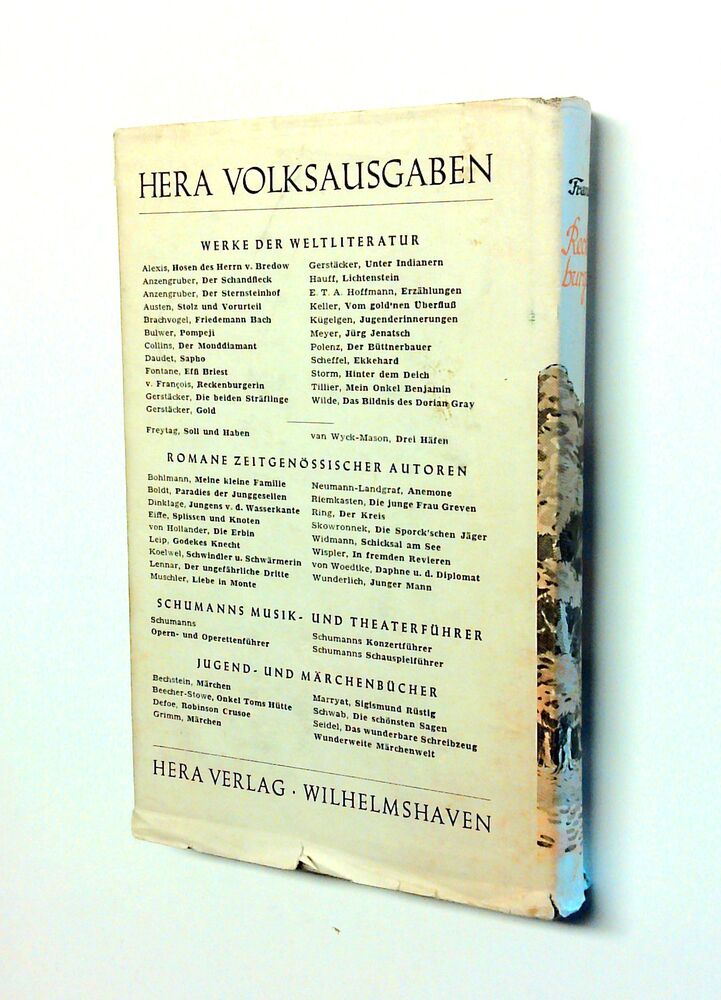 HERA VOLKSAUSGABEN
WERKE DER WELTLITERATUR
Alexis, Hosen des Herrn v. Bredow
Anzengruber, Der Schandfleck
Anzengruber, Der Sternsteinhof
Austen, Stolz und Vorurteil
Brachvogel, Friedemann Bach
Bulwer, Pompeji
Collins, Der Monddiamant
Daudet, Sapho
Fontane, Effi Briest
v. François, Reckenburgerin
Gerstäcker, Die beiden Sträflinge
Gerstäcker, Gold
Freytag, Soll und Haben
Gerstäcker, Unter Indianern
Hauff, Lichtenstein
E. T. A. Hoffmann, Erzählungen
Keller, Vom gold'nen Überfluß
Kügelgen, Jugenderinnerungen
Meyer, Jürg Jenatsch
Polenz, Der Büttnerbauer
Scheffel, Ekkehard
Storm, Hinter dem Deich
Tillier, Mein Onkel Benjamin
Wilde, Das Bildnis des Dorian Gray
van Wyck-Mason, Drei Häfen
ROMANE ZEITGENÖSSISCHER AUTOREN
Bohlmann, Meine kleine Familie
Boldt, Paradies der Junggesellen
Dinklage, Jungens v. d. Wasserkante
Eiffe, Splissen und Knoten
von Hollander, Die Erbin
Leip, Godekes Knecht
Koelwel, Schwindler u. Schwärmerin
Lennar, Der ungefährliche Dritte
Muschler, Liebe in Monte
Neumann-Landgraf, Anemone
Riemkasten, Die junge Frau Greven
Ring, Der Kreis
Skowronnek, Die Sporck'schen Jäger
Widmann, Schicksal am See
Wispler, In fremden Revieren
von Woedtke, Daphne u. d. Diplomat
Wunderlich, Junger Mann
SCHUMANNS MUSIK- UND THEATERFÜHRER
Schumanns
Opern- und Operettenführer
Schumanns Konzertführer
Schumanns Schauspielführer
JUGEND- UND MÄRCHENBÜCHER
Bechstein, Märchen
Beecher-Stowe, Onkel Toms Hütte
Defoe, Robinson Crusoe
Grimm, Märchen
Marryat, Sigismund Rüstig
Schwab, Die schönsten Sagen
Seidel, Das wunderbare Schreibzeug
Wunderweite Märchenwelt
HERA VERLAG · WILHELMSHAVEN